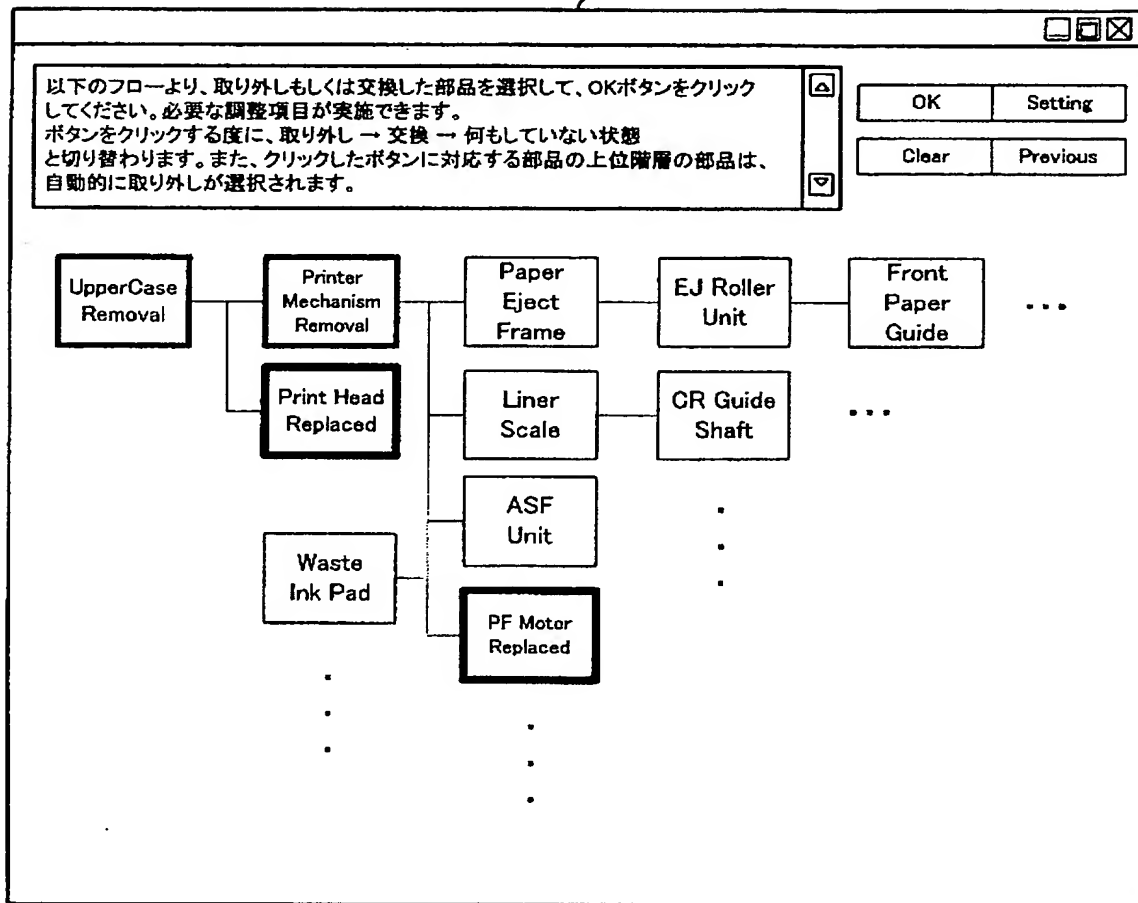 以下のフローより、取り外しもしくは交換した部品を選択して、OKボタンをクリック
してください。必要な調整項目が実施できます。
ボタンをクリックする度に、取り外し → 交換 → 何もしていない状態
と切り替わります。また、クリックしたボタンに対応する部品の上位階層の部品は、
自動的に取り外しが選択されます。
OK
Setting
Clear
Previous
UpperCase
Removal
Printer
Mechanism
Removal
Paper
Eject
Frame
EJ Roller
Unit
Front
Paper
Guide
Print Head
Replaced
Liner
Scale
CR Guide
Shaft
ASF
Unit
Waste
Ink Pad
PF Motor
Replaced